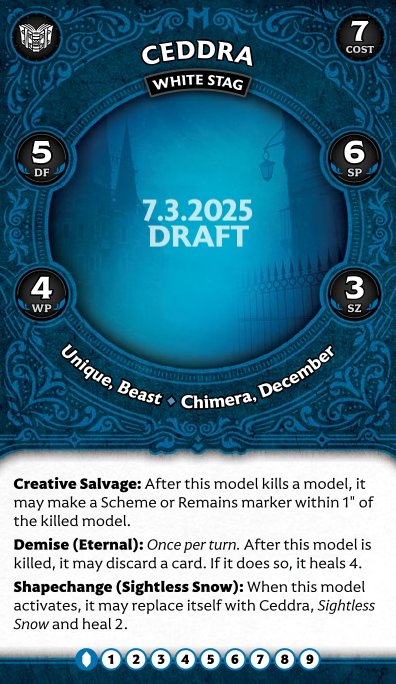 CEDDRA
WHITE STAG
7
COST
5
DF
6
SP
7.3.2025
DRAFT
4
WP
3
SZ
Unique, Beast ◆ Chimera, December
Creative Salvage: After this model kills a model, it
may make a Scheme or Remains marker within 1" of
the killed model.
Demise (Eternal): Once per turn. After this model is
killed, it may discard a card. If it does so, it heals 4.
Shapechange (Sightless Snow): When this model
activates, it may replace itself with Ceddra, Sightless
Snow and heal 2.
1 2 3 4 5 6 7 8 9